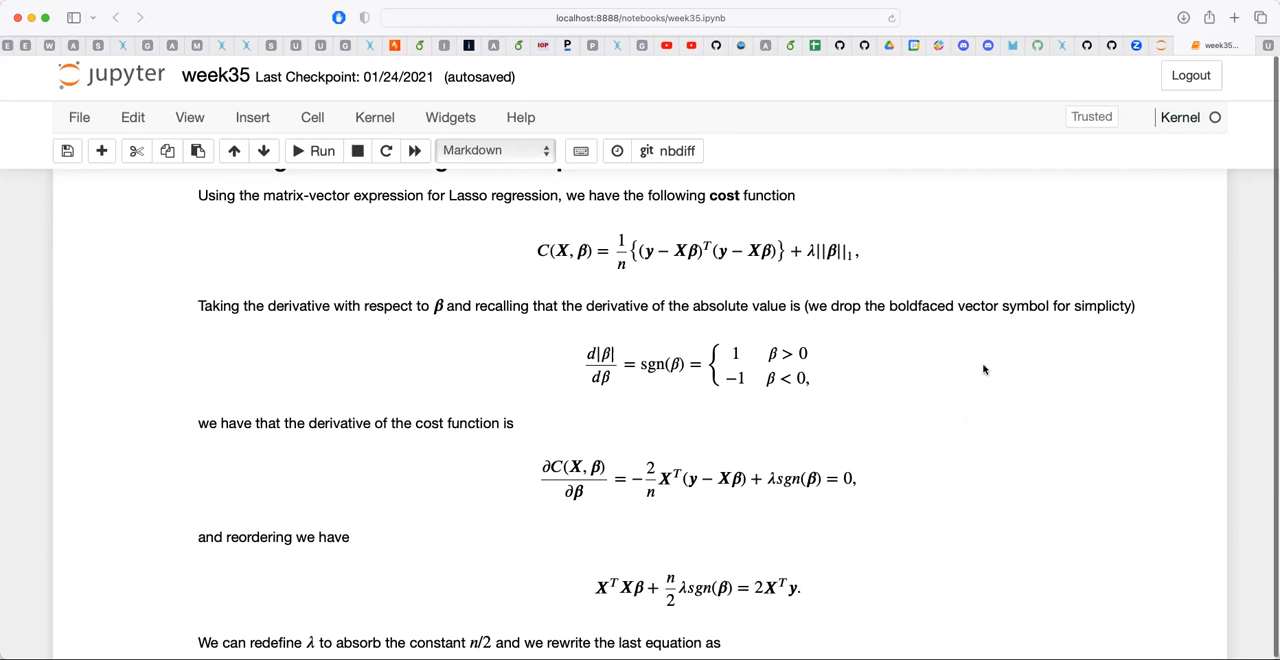 localhost:8888/notebooks/week35.ipynb
E E W A S X G A M X X S U U G X A I i A IOP P P X G A M X Z week35... U
jupyter week35 Last Checkpoint: 01/24/2021 (autosaved) Logout
File Edit View Insert Cell Kernel Widgets Help Trusted Kernel
Run Markdown git nbdiff
Using the matrix-vector expression for Lasso regression, we have the following cost function
C(X, β) = 1/n {(y − Xβ)^T(y − Xβ)} + λ||β||₁,
Taking the derivative with respect to β and recalling that the derivative of the absolute value is (we drop the boldfaced vector symbol for simplicty)
d|β|/dβ = sgn(β) = { 1 β > 0
−1 β < 0,
we have that the derivative of the cost function is
∂C(X, β)/∂β = −2/n X^T(y − Xβ) + λsgn(β) = 0,
and reordering we have
X^T Xβ + n/2 λsgn(β) = 2X^T y.
We can redefine λ to absorb the constant n/2 and we rewrite the last equation as